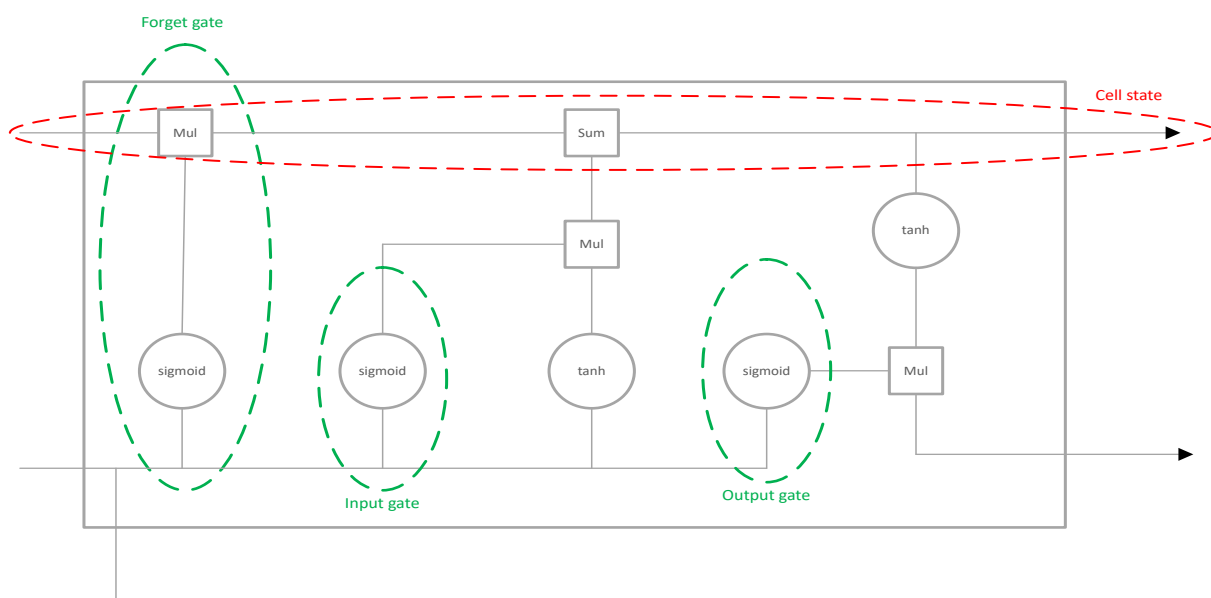 Forget gate
Cell state
Mul
Sum
Mul
tanh
sigmoid
sigmoid
tanh
sigmoid
Mul
Input gate
Output gate